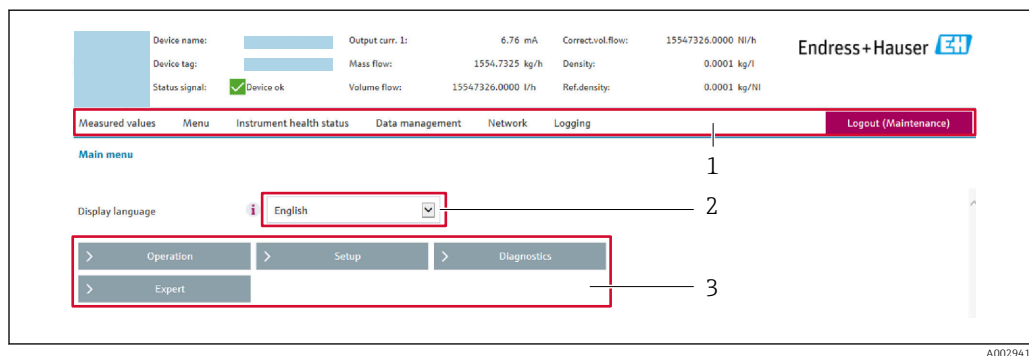 Device name: Output curr. 1: 6.76 mA Correct.vol.flow: 15547326.0000 Nl/h
Endress+Hauser EH
Device tag: Mass flow: 1554.7325 kg/h Density: 0.0001 kg/l
Status signal: Device ok Volume flow: 15547326.0000 l/h Ref.density: 0.0001 kg/Nl
Measured values Menu Instrument health status Data management Network Logging Logout (Maintenance)
1
Main menu
Display language i English 2
> Operation > Setup > Diagnostics
> Expert 3